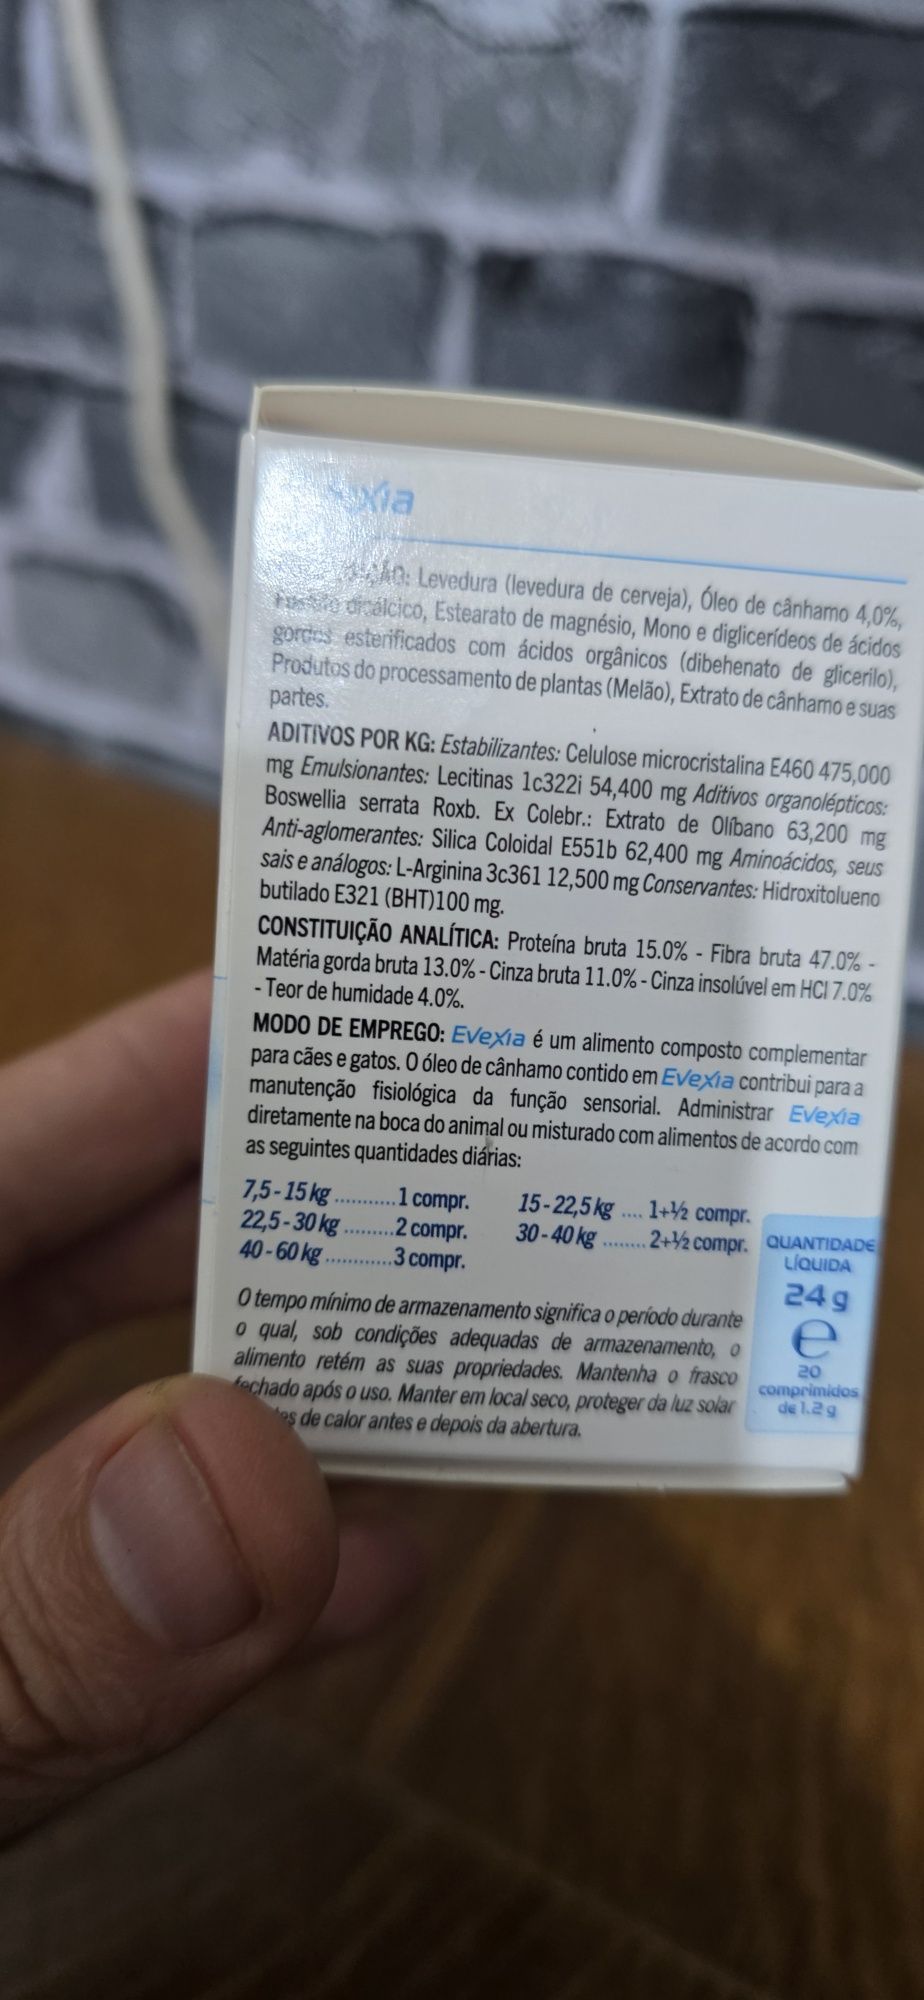 Evexia
Levedura (levedura de cerveja), Óleo de cânhamo 4,0%,
dicálcico, Estearato de magnésio, Mono e diglicerídeos de ácidos
gordos esterificados com ácidos orgânicos (dibehenato de glicerilo),
Produtos do processamento de plantas (Melão), Extrato de cânhamo e suas
partes.
ADITIVOS POR KG: Estabilizantes: Celulose microcristalina E460 475,000
mg Emulsionantes: Lecitinas 1c322i 54,400 mg Aditivos organolépticos:
Boswellia serrata Roxb. Ex Colebr.: Extrato de Olíbano 63,200 mg
Anti-aglomerantes: Silica Coloidal E551b 62,400 mg Aminoácidos, seus
sais e análogos: L-Arginina 3c361 12,500 mg Conservantes: Hidroxitolueno
butilado E321 (BHT)100 mg.
CONSTITUIÇÃO ANALÍTICA: Proteína bruta 15.0% - Fibra bruta 47.0% -
Matéria gorda bruta 13.0% - Cinza bruta 11.0% - Cinza insolúvel em HCl 7.0%
- Teor de humidade 4.0%.
MODO DE EMPREGO: Evexia é um alimento composto complementar
para cães e gatos. O óleo de cânhamo contido em Evexia contribui para a
manutenção fisiológica da função sensorial. Administrar Evexia
diretamente na boca do animal ou misturado com alimentos de acordo com
as seguintes quantidades diárias:
7,5 - 15 kg ........... 1 compr. 15 - 22,5 kg .... 1+½ compr.
22,5 - 30 kg ......... 2 compr. 30 - 40 kg ........ 2+½ compr.
40 - 60 kg ............ 3 compr.
O tempo mínimo de armazenamento significa o período durante
o qual, sob condições adequadas de armazenamento, o
alimento retém as suas propriedades. Mantenha o frasco
fechado após o uso. Manter em local seco, proteger da luz solar
de calor antes e depois da abertura.
QUANTIDADE
LÍQUIDA
24 g
e
20
comprimidos
de 1.2 g